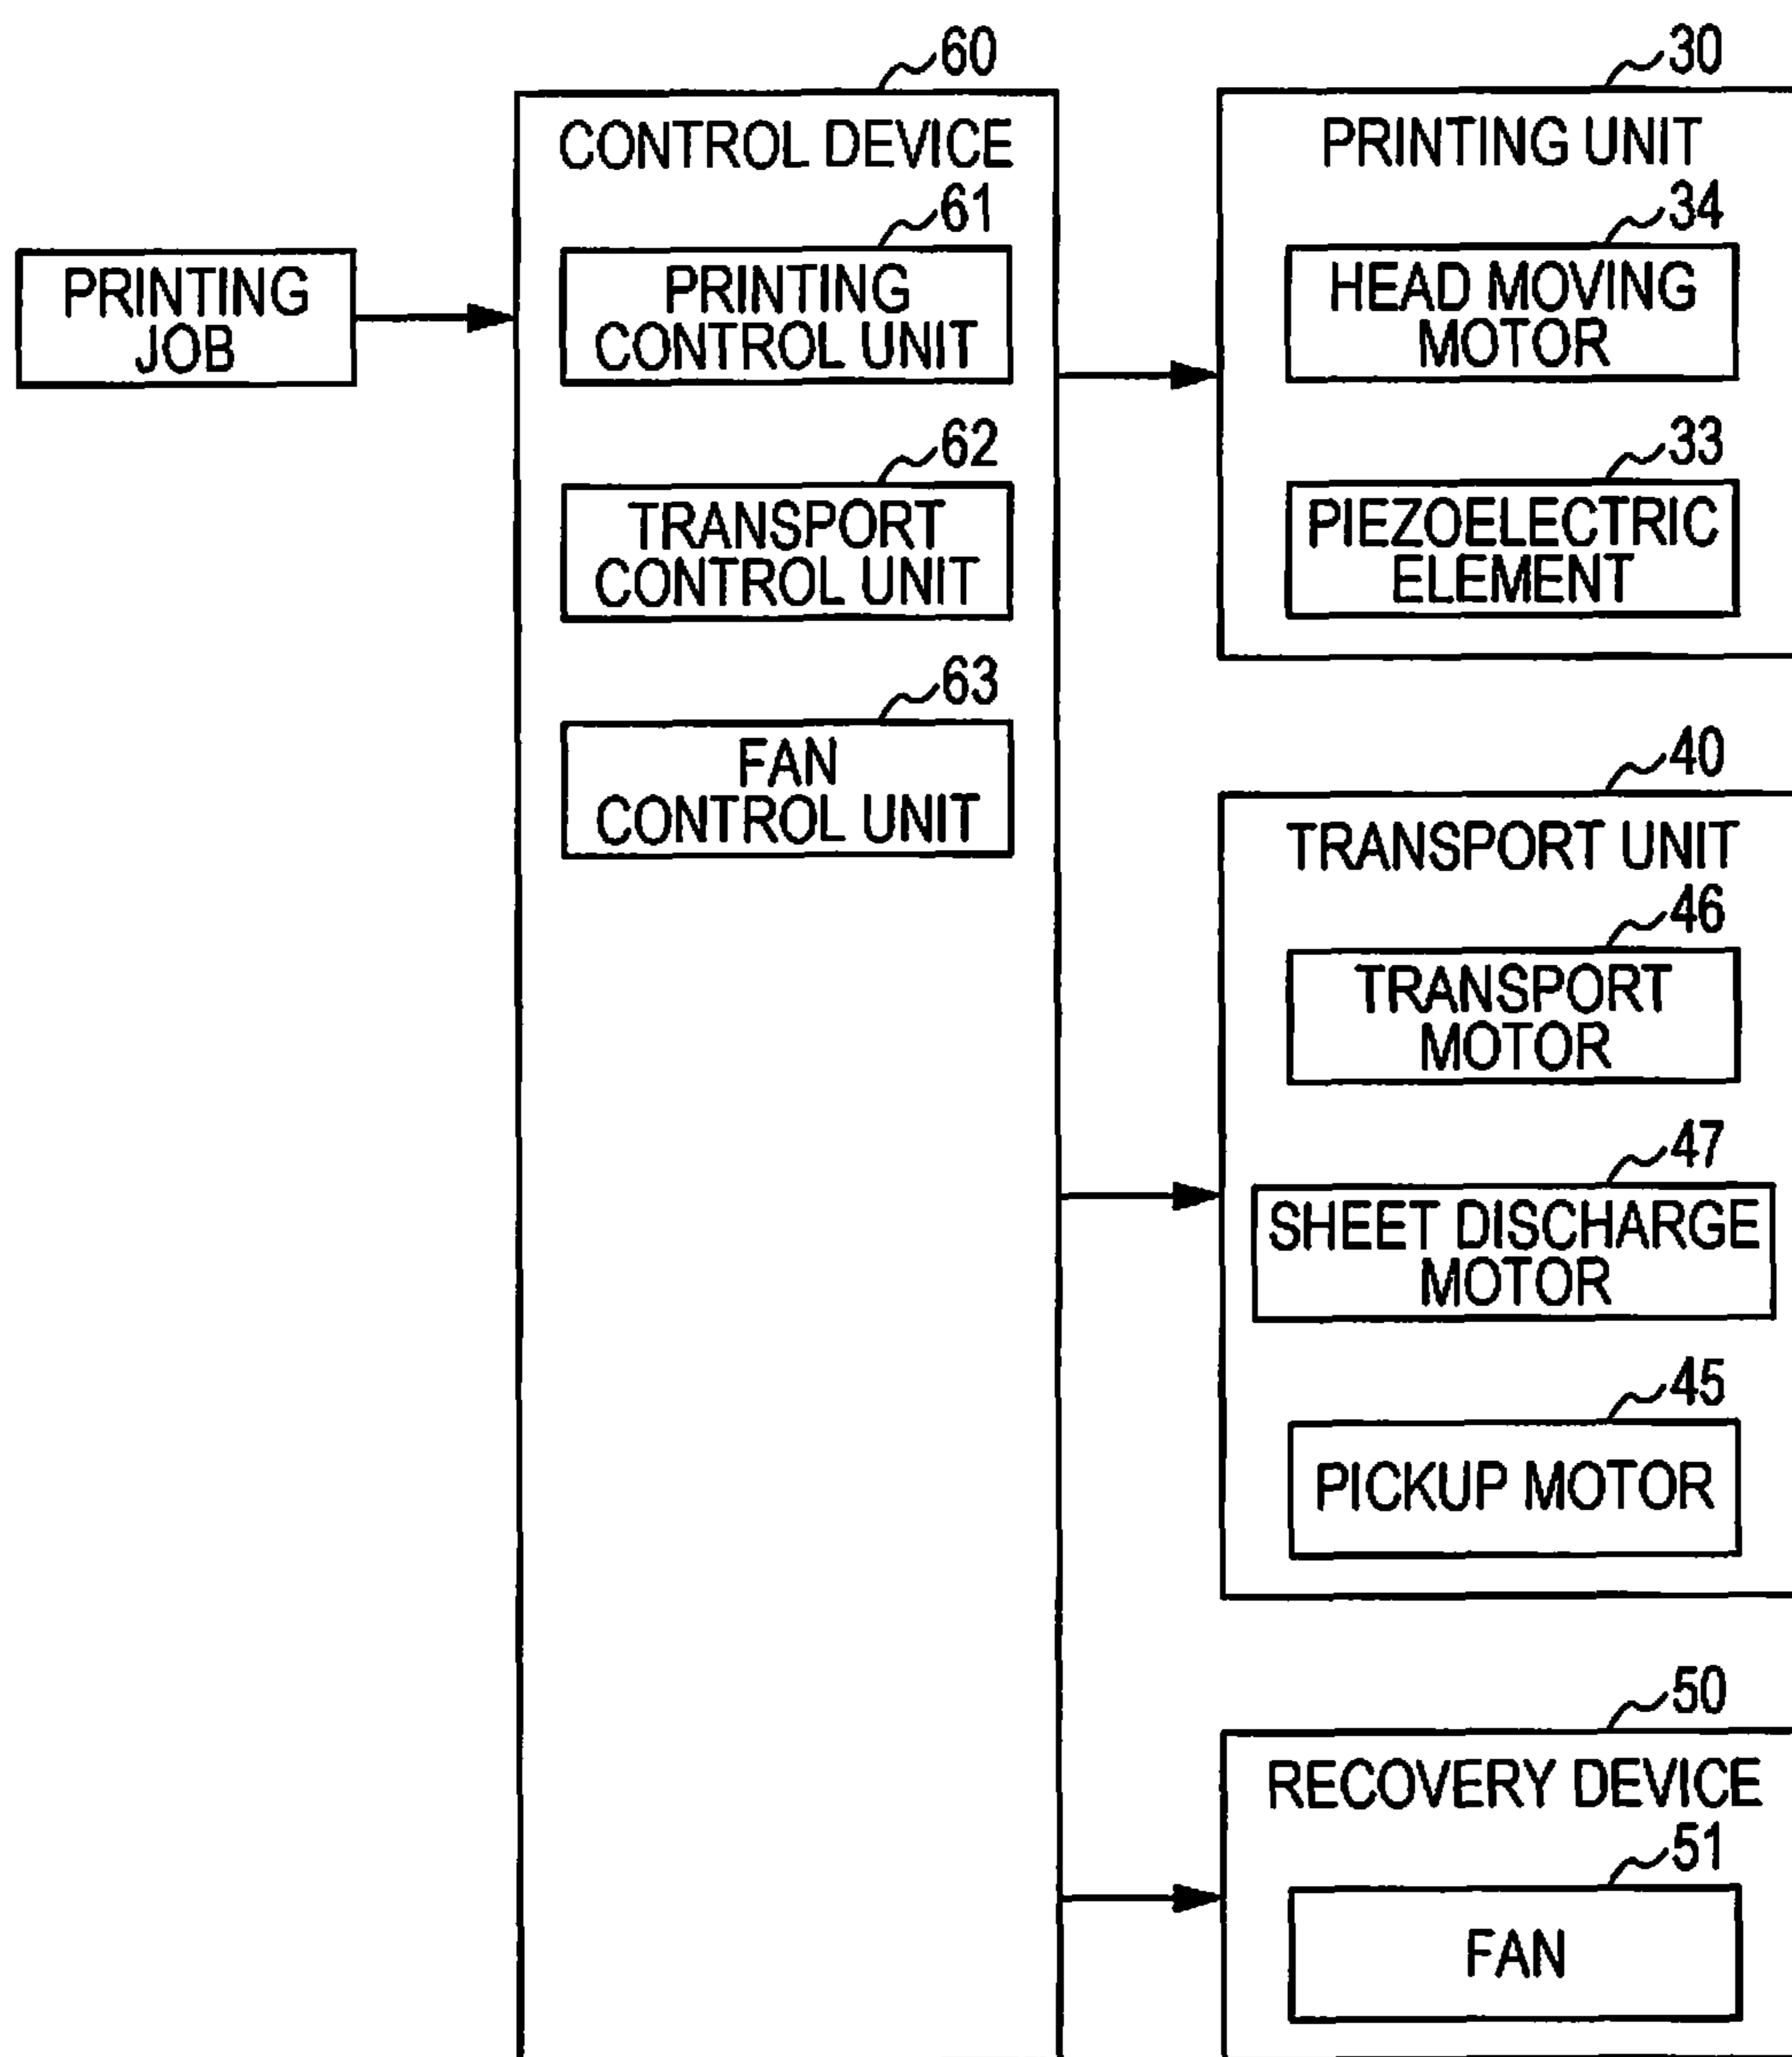 60
CONTROL DEVICE
61
PRINTING
CONTROL UNIT
62
TRANSPORT
CONTROL UNIT
63
FAN
CONTROL UNIT
PRINTING
JOB
30
PRINTING UNIT
34
HEAD MOVING
MOTOR
33
PIEZOELECTRIC
ELEMENT
40
TRANSPORT UNIT
46
TRANSPORT
MOTOR
47
SHEET DISCHARGE
MOTOR
45
PICKUP MOTOR
50
RECOVERY DEVICE
51
FAN